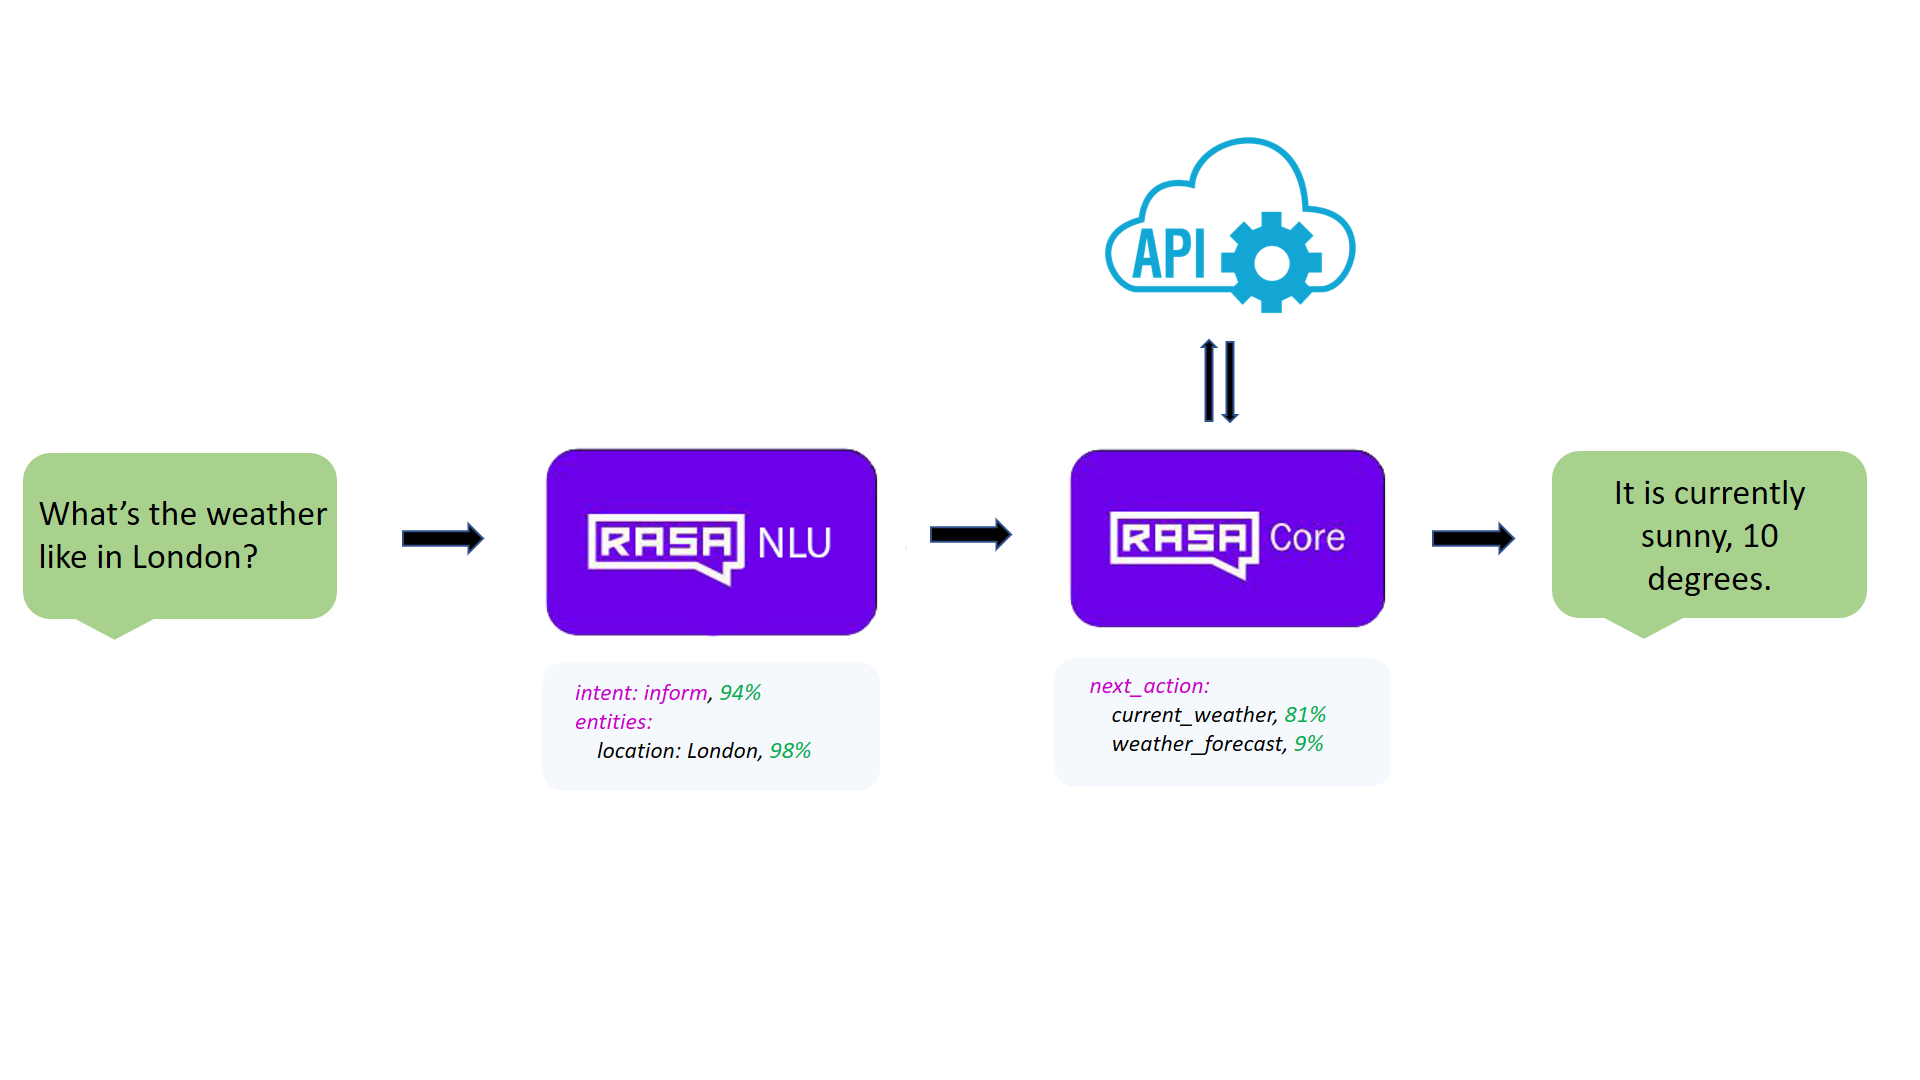 API
What’s the weather
like in London?
RASA NLU
RASA Core
It is currently
sunny, 10
degrees.
intent: inform, 94%
entities:
location: London, 98%
next_action:
current_weather, 81%
weather_forecast, 9%